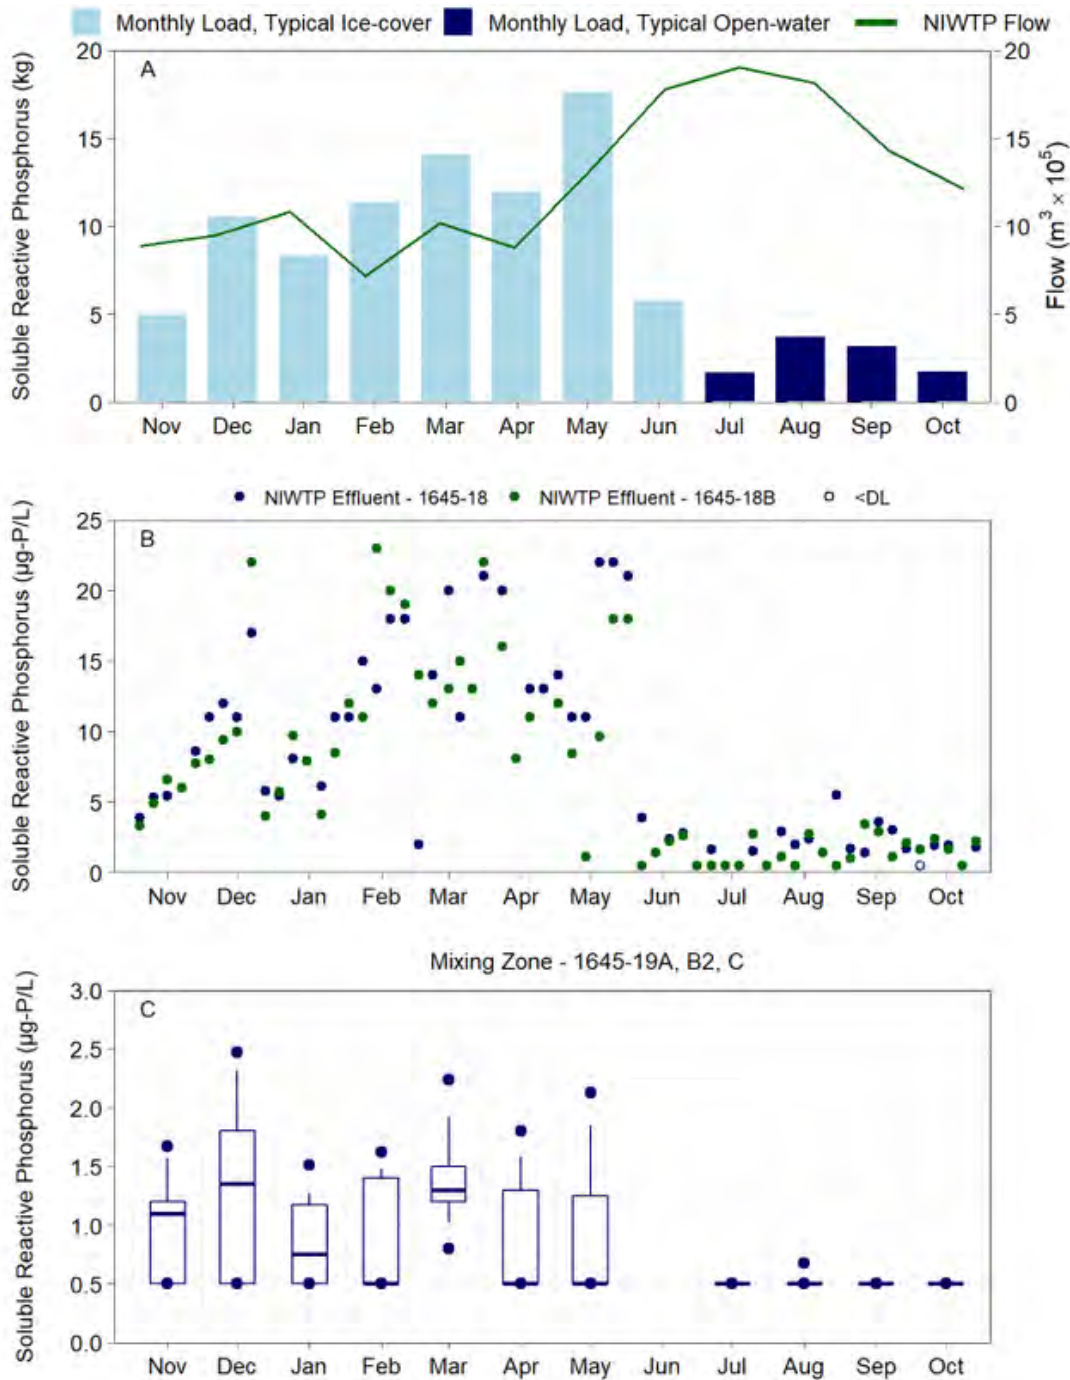 Monthly Load, Typical Ice-cover Monthly Load, Typical Open-water NIWTP Flow
A
Soluble Reactive Phosphorus (kg)
20
15
10
5
0
20
15
10
5
0
Flow (m³ × 10⁵)
Nov Dec Jan Feb Mar Apr May Jun Jul Aug Sep Oct
NIWTP Effluent - 1645-18 NIWTP Effluent - 1645-18B <DL
B
Soluble Reactive Phosphorus (µg-P/L)
25
20
15
10
5
0
Nov Dec Jan Feb Mar Apr May Jun Jul Aug Sep Oct
Mixing Zone - 1645-19A, B2, C
C
Soluble Reactive Phosphorus (µg-P/L)
3.0
2.5
2.0
1.5
1.0
0.5
0.0
Nov Dec Jan Feb Mar Apr May Jun Jul Aug Sep Oct